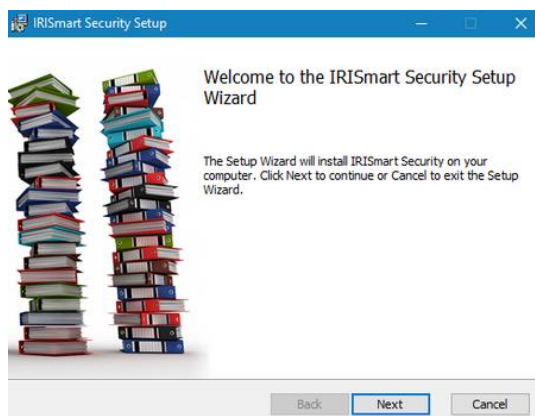 IRISmart Security Setup
Welcome to the IRISmart Security Setup
Wizard
The Setup Wizard will install IRISmart Security on your
computer. Click Next to continue or Cancel to exit the Setup
Wizard.
Back Next Cancel